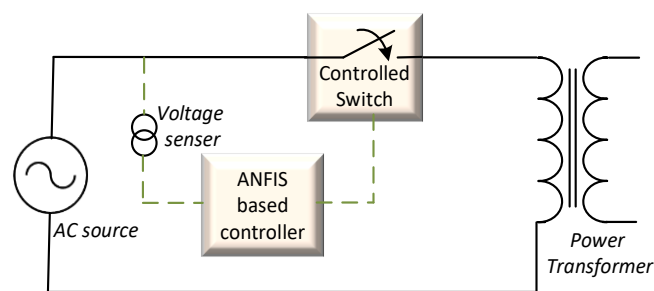 Controlled
Switch
Voltage
senser
ANFIS
based
controller
AC source
Power
Transformer